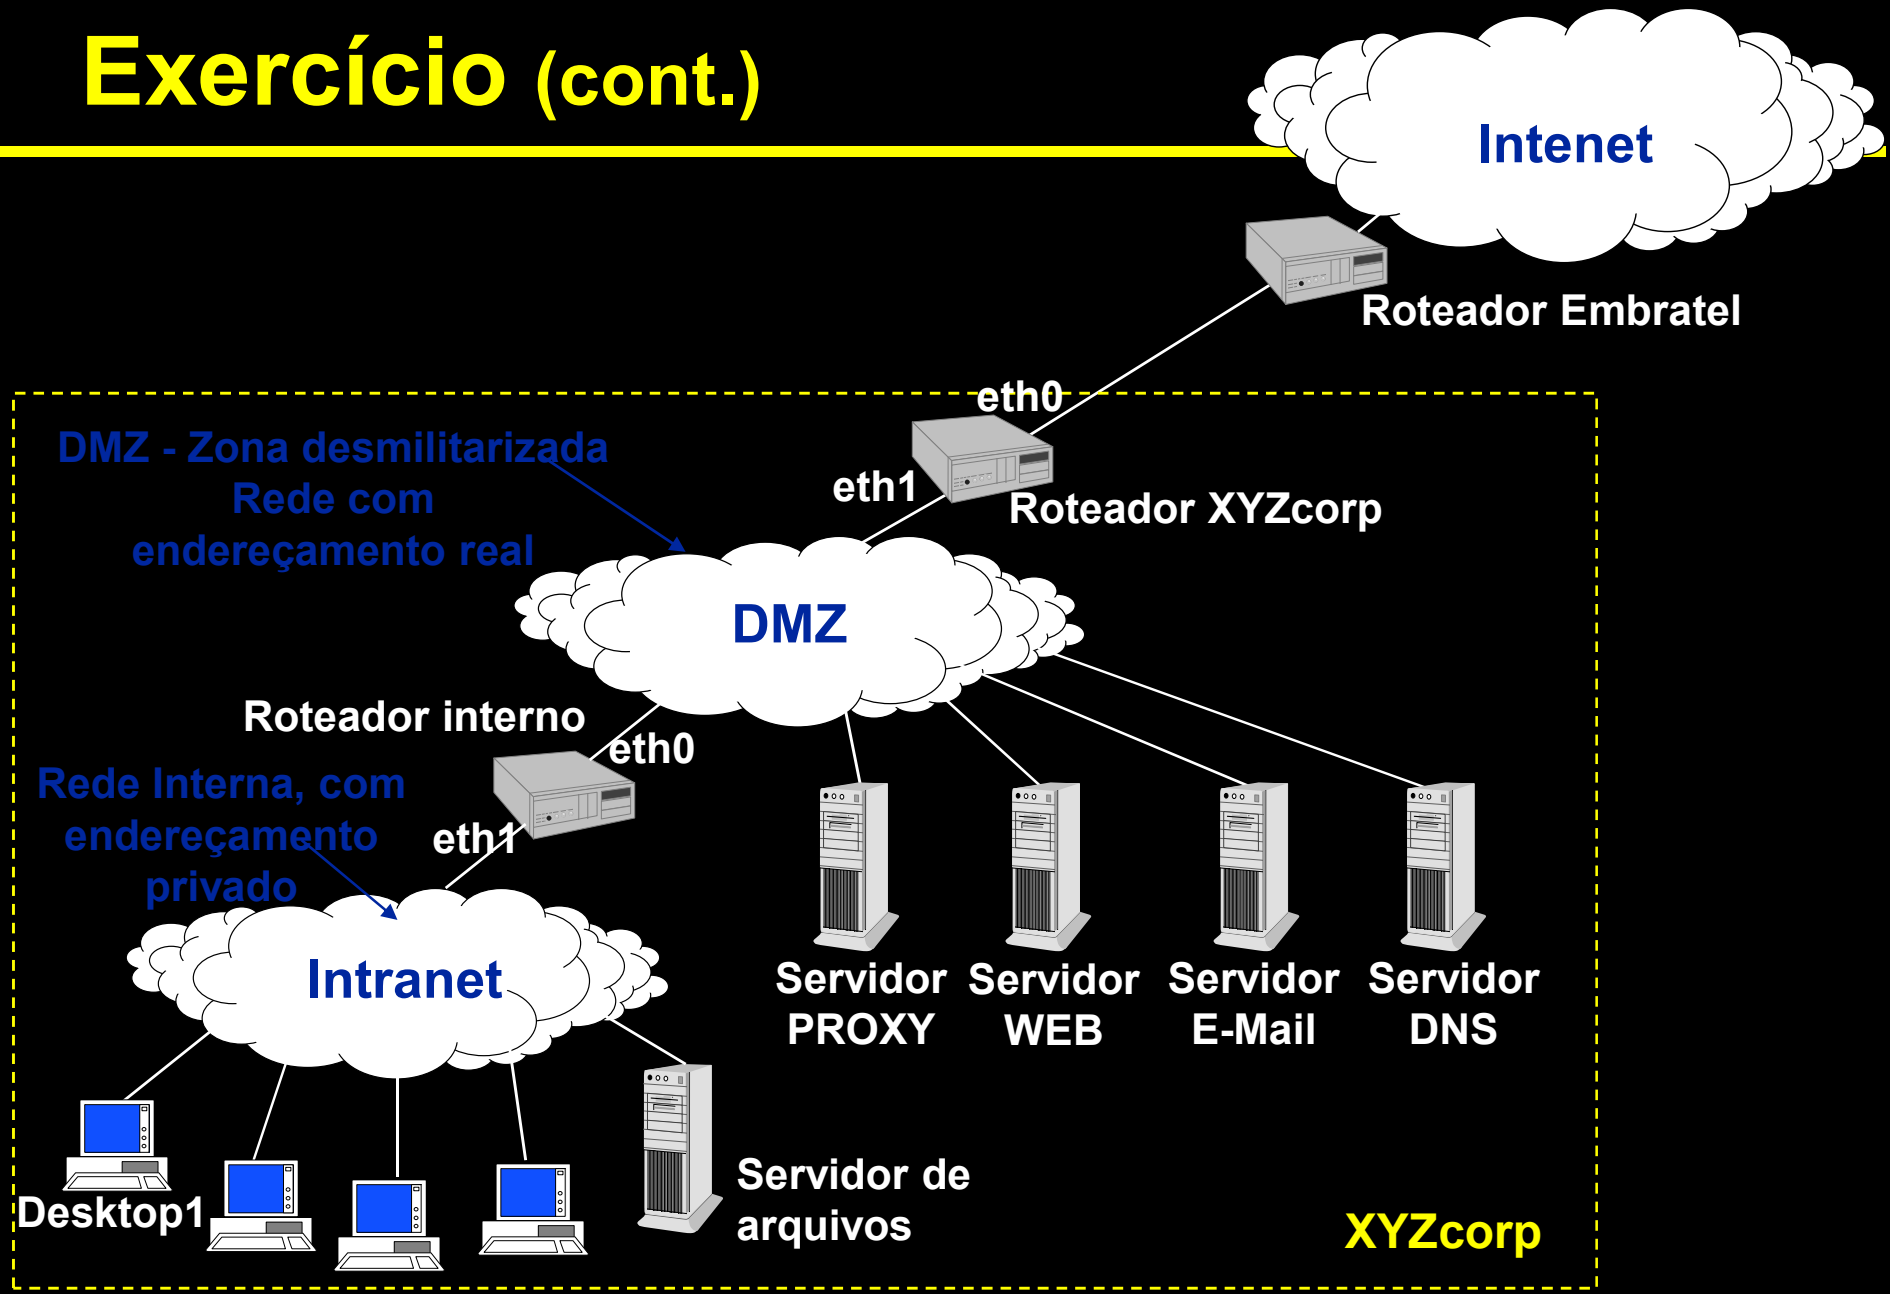 Exercício (cont.)
Intenet
Roteador Embratel
eth0
DMZ - Zona desmilitarizada
Rede com
endereçamento real
eth1
Roteador XYZcorp
DMZ
Roteador interno
eth0
Rede Interna, com
endereçamento
privado
eth1
Intranet
Servidor
PROXY
Servidor
WEB
Servidor
E-Mail
Servidor
DNS
Desktop1
Servidor de
arquivos
XYZcorp